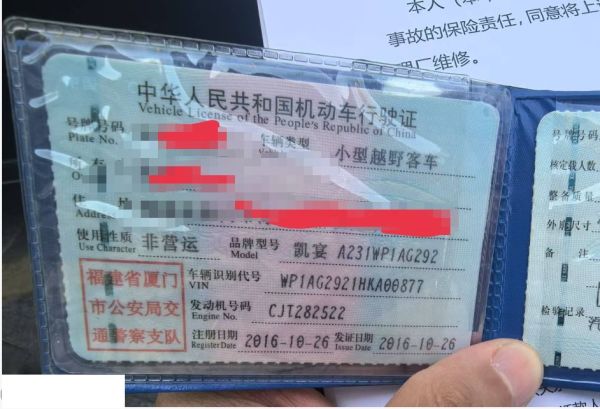 本人（本
事故的保险责任，同意将上
厂维修。
中华人民共和国机动车行驶证
Vehicle License of the People's Republic of China
号牌号码
Plate No.
车辆类型
小型越野客车
Address
使用性质
Use Character
非营运
品牌型号
Model
凯宴 A231WP1AG292
福建省厦门
市公安局交
通警察支队
车辆识别代号
VIN
WP1AG2921HKA00877
发动机号码
Engine No.
CJT282522
注册日期
Register Date
2016-10-26
发证日期
Issue Date
2016-10-26
号牌号码
核定载人数
整备质量
外廓尺寸
备 注
检验记录